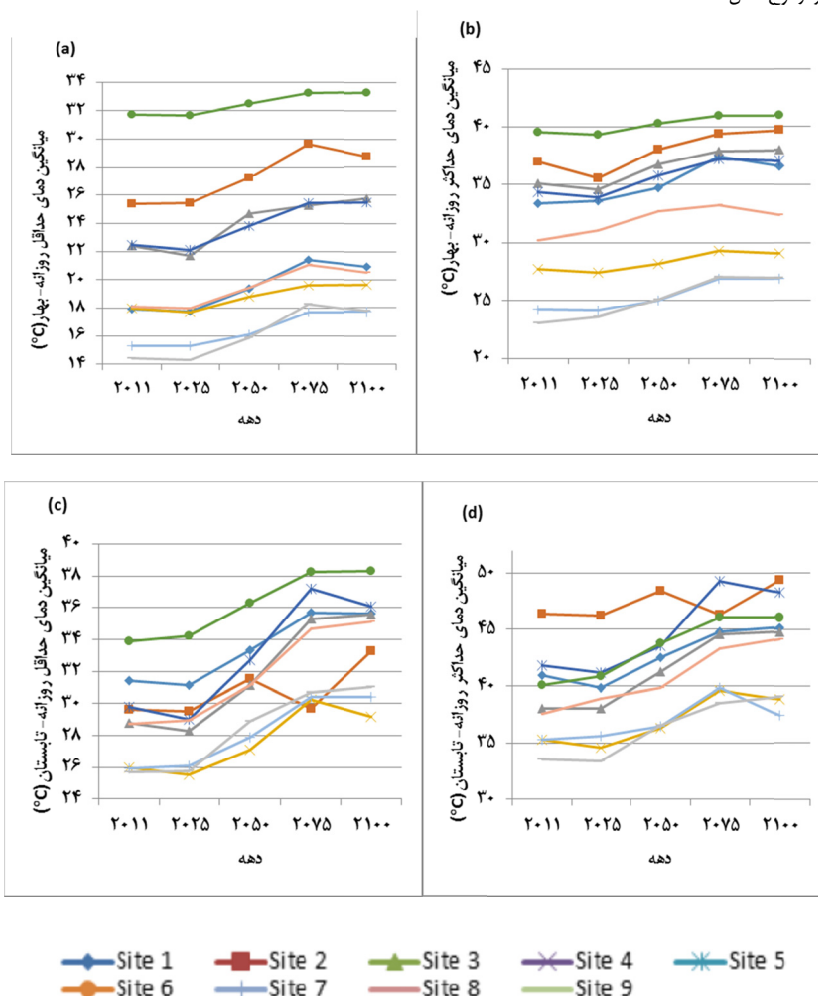 (a)
میانگین دمای حداقل روزانه- بهار(°C)
۳۴
۳۲
۳۰
۲۸
۲۶
۲۴
۲۲
۲۰
۱۸
۱۶
۱۴
۲۰۱۱ ۲۰۲۵ ۲۰۵۰ ۲۰۷۵ ۲۱۰۰
دهه
(b)
میانگین دمای حداکثر روزانه- بهار(°C)
۴۵
۴۰
۳۵
۳۰
۲۵
۲۰
۲۰۱۱ ۲۰۲۵ ۲۰۵۰ ۲۰۷۵ ۲۱۰۰
دهه
(c)
میانگین دمای حداقل روزانه- تابستان (°C)
۴۰
۳۸
۳۶
۳۴
۳۲
۳۰
۲۸
۲۶
۲۴
۲۰۱۱ ۲۰۲۵ ۲۰۵۰ ۲۰۷۵ ۲۱۰۰
دهه
(d)
میانگین دمای حداکثر روزانه- تابستان (°C)
۵۰
۴۵
۴۰
۳۵
۳۰
۲۰۱۱ ۲۰۲۵ ۲۰۵۰ ۲۰۷۵ ۲۱۰۰
دهه
Site 1 Site 2 Site 3 Site 4 Site 5
Site 6 Site 7 Site 8 Site 9